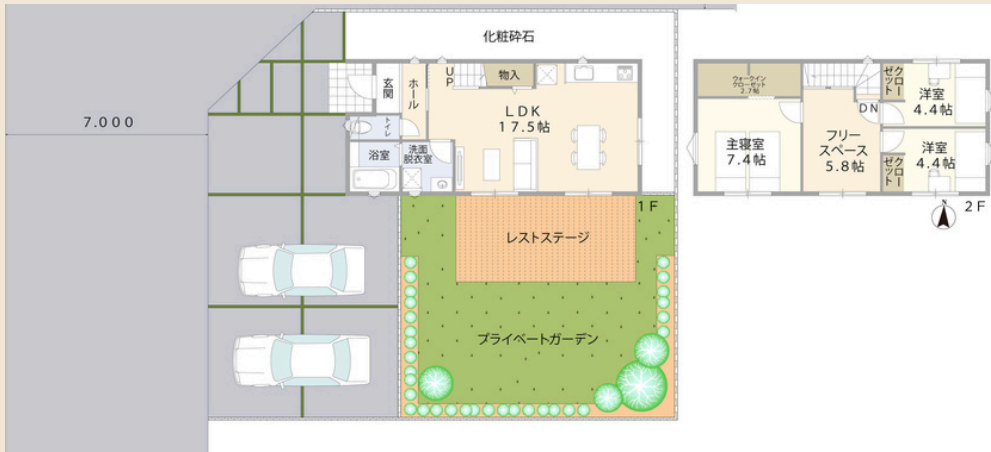 化粧砕石
7.000
玄関
ホール
UP
物入
LDK
17.5帖
トイレ
浴室
洗面
脱衣室
1F
レストステージ
プライベートガーデン
ウォークイン
クローゼット
2.7帖
主寝室
7.4帖
フリー
スペース
5.8帖
DN
クロー
ゼット
洋室
4.4帖
洋室
4.4帖
クロー
ゼット
N
2F